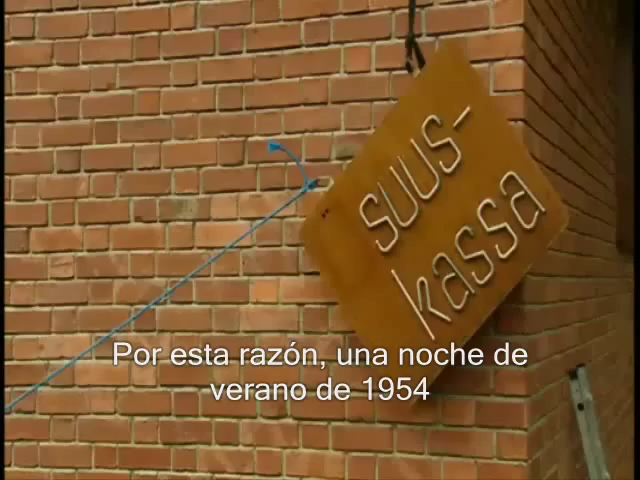 suus-
kassa
Por esta razón, una noche de
verano de 1954